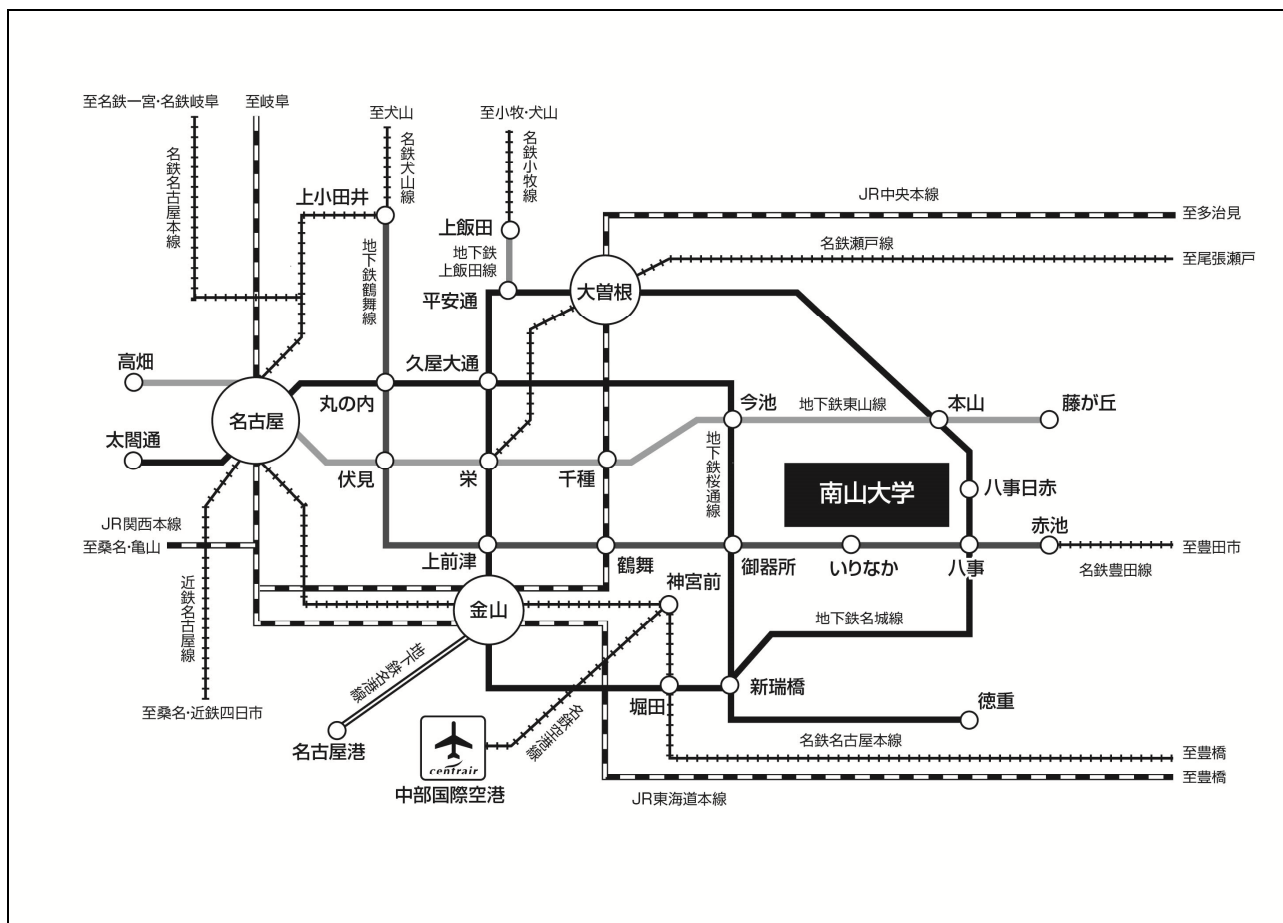 至名鉄一宮・名鉄岐阜
至岐阜
至犬山
至小牧・犬山
名鉄名古屋本線
名鉄犬山線
名鉄小牧線
上小田井
上飯田
JR中央本線
至多治見
名鉄瀬戸線
至尾張瀬戸
地下鉄鶴舞線
地下鉄
上飯田線
平安通
大曽根
高畑
久屋大通
丸の内
名古屋
今池
地下鉄東山線
本山
藤が丘
太閤通
伏見
栄
千種
地下鉄桜通線
南山大学
八事日赤
JR関西本線
至桑名・亀山
上前津
鶴舞
御器所
いりなか
八事
赤池
至豊田市
名鉄豊田線
近鉄名古屋線
金山
神宮前
地下鉄名城線
地下鉄名港線
堀田
新瑞橋
徳重
至桑名・近鉄四日市
名古屋港
centrair
中部国際空港
名鉄空港線
名鉄名古屋本線
至豊橋
至豊橋
JR東海道本線